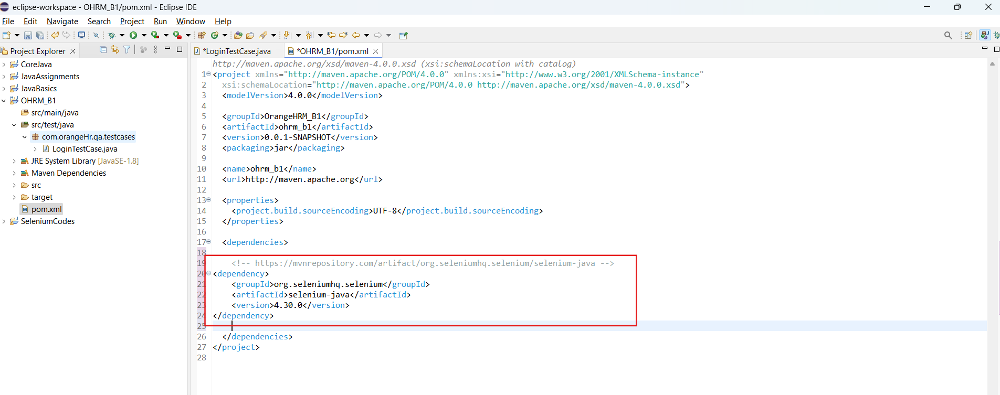 eclipse-workspace - OHRM_B1/pom.xml - Eclipse IDE
File Edit Navigate Search Project Run Window Help
Project Explorer
CoreJava
JavaAssignments
JavaBasics
OHRM_B1
src/main/java
src/test/java
com.orangeHr.qa.testcases
LoginTestCase.java
JRE System Library [JavaSE-1.8]
Maven Dependencies
src
target
pom.xml
SeleniumCodes
*LoginTestCase.java
*OHRM_B1/pom.xml
http://maven.apache.org/xsd/maven-4.0.0.xsd (xsi:schemaLocation with catalog)
1 <project xmlns="http://maven.apache.org/POM/4.0.0" xmlns:xsi="http://www.w3.org/2001/XMLSchema-instance"
2 xsi:schemaLocation="http://maven.apache.org/POM/4.0.0 http://maven.apache.org/xsd/maven-4.0.0.xsd">
3 <modelVersion>4.0.0</modelVersion>
4
5 <groupId>OrangeHRM_B1</groupId>
6 <artifactId>ohrm_b1</artifactId>
7 <version>0.0.1-SNAPSHOT</version>
8 <packaging>jar</packaging>
9
10 <name>ohrm_b1</name>
11 <url>http://maven.apache.org</url>
12
13 <properties>
14 <project.build.sourceEncoding>UTF-8</project.build.sourceEncoding>
15 </properties>
16
17 <dependencies>
18
19 <!-- https://mvnrepository.com/artifact/org.seleniumhq.selenium/selenium-java -->
20 <dependency>
21 <groupId>org.seleniumhq.selenium</groupId>
22 <artifactId>selenium-java</artifactId>
23 <version>4.30.0</version>
24 </dependency>
25
26 </dependencies>
27 </project>
28